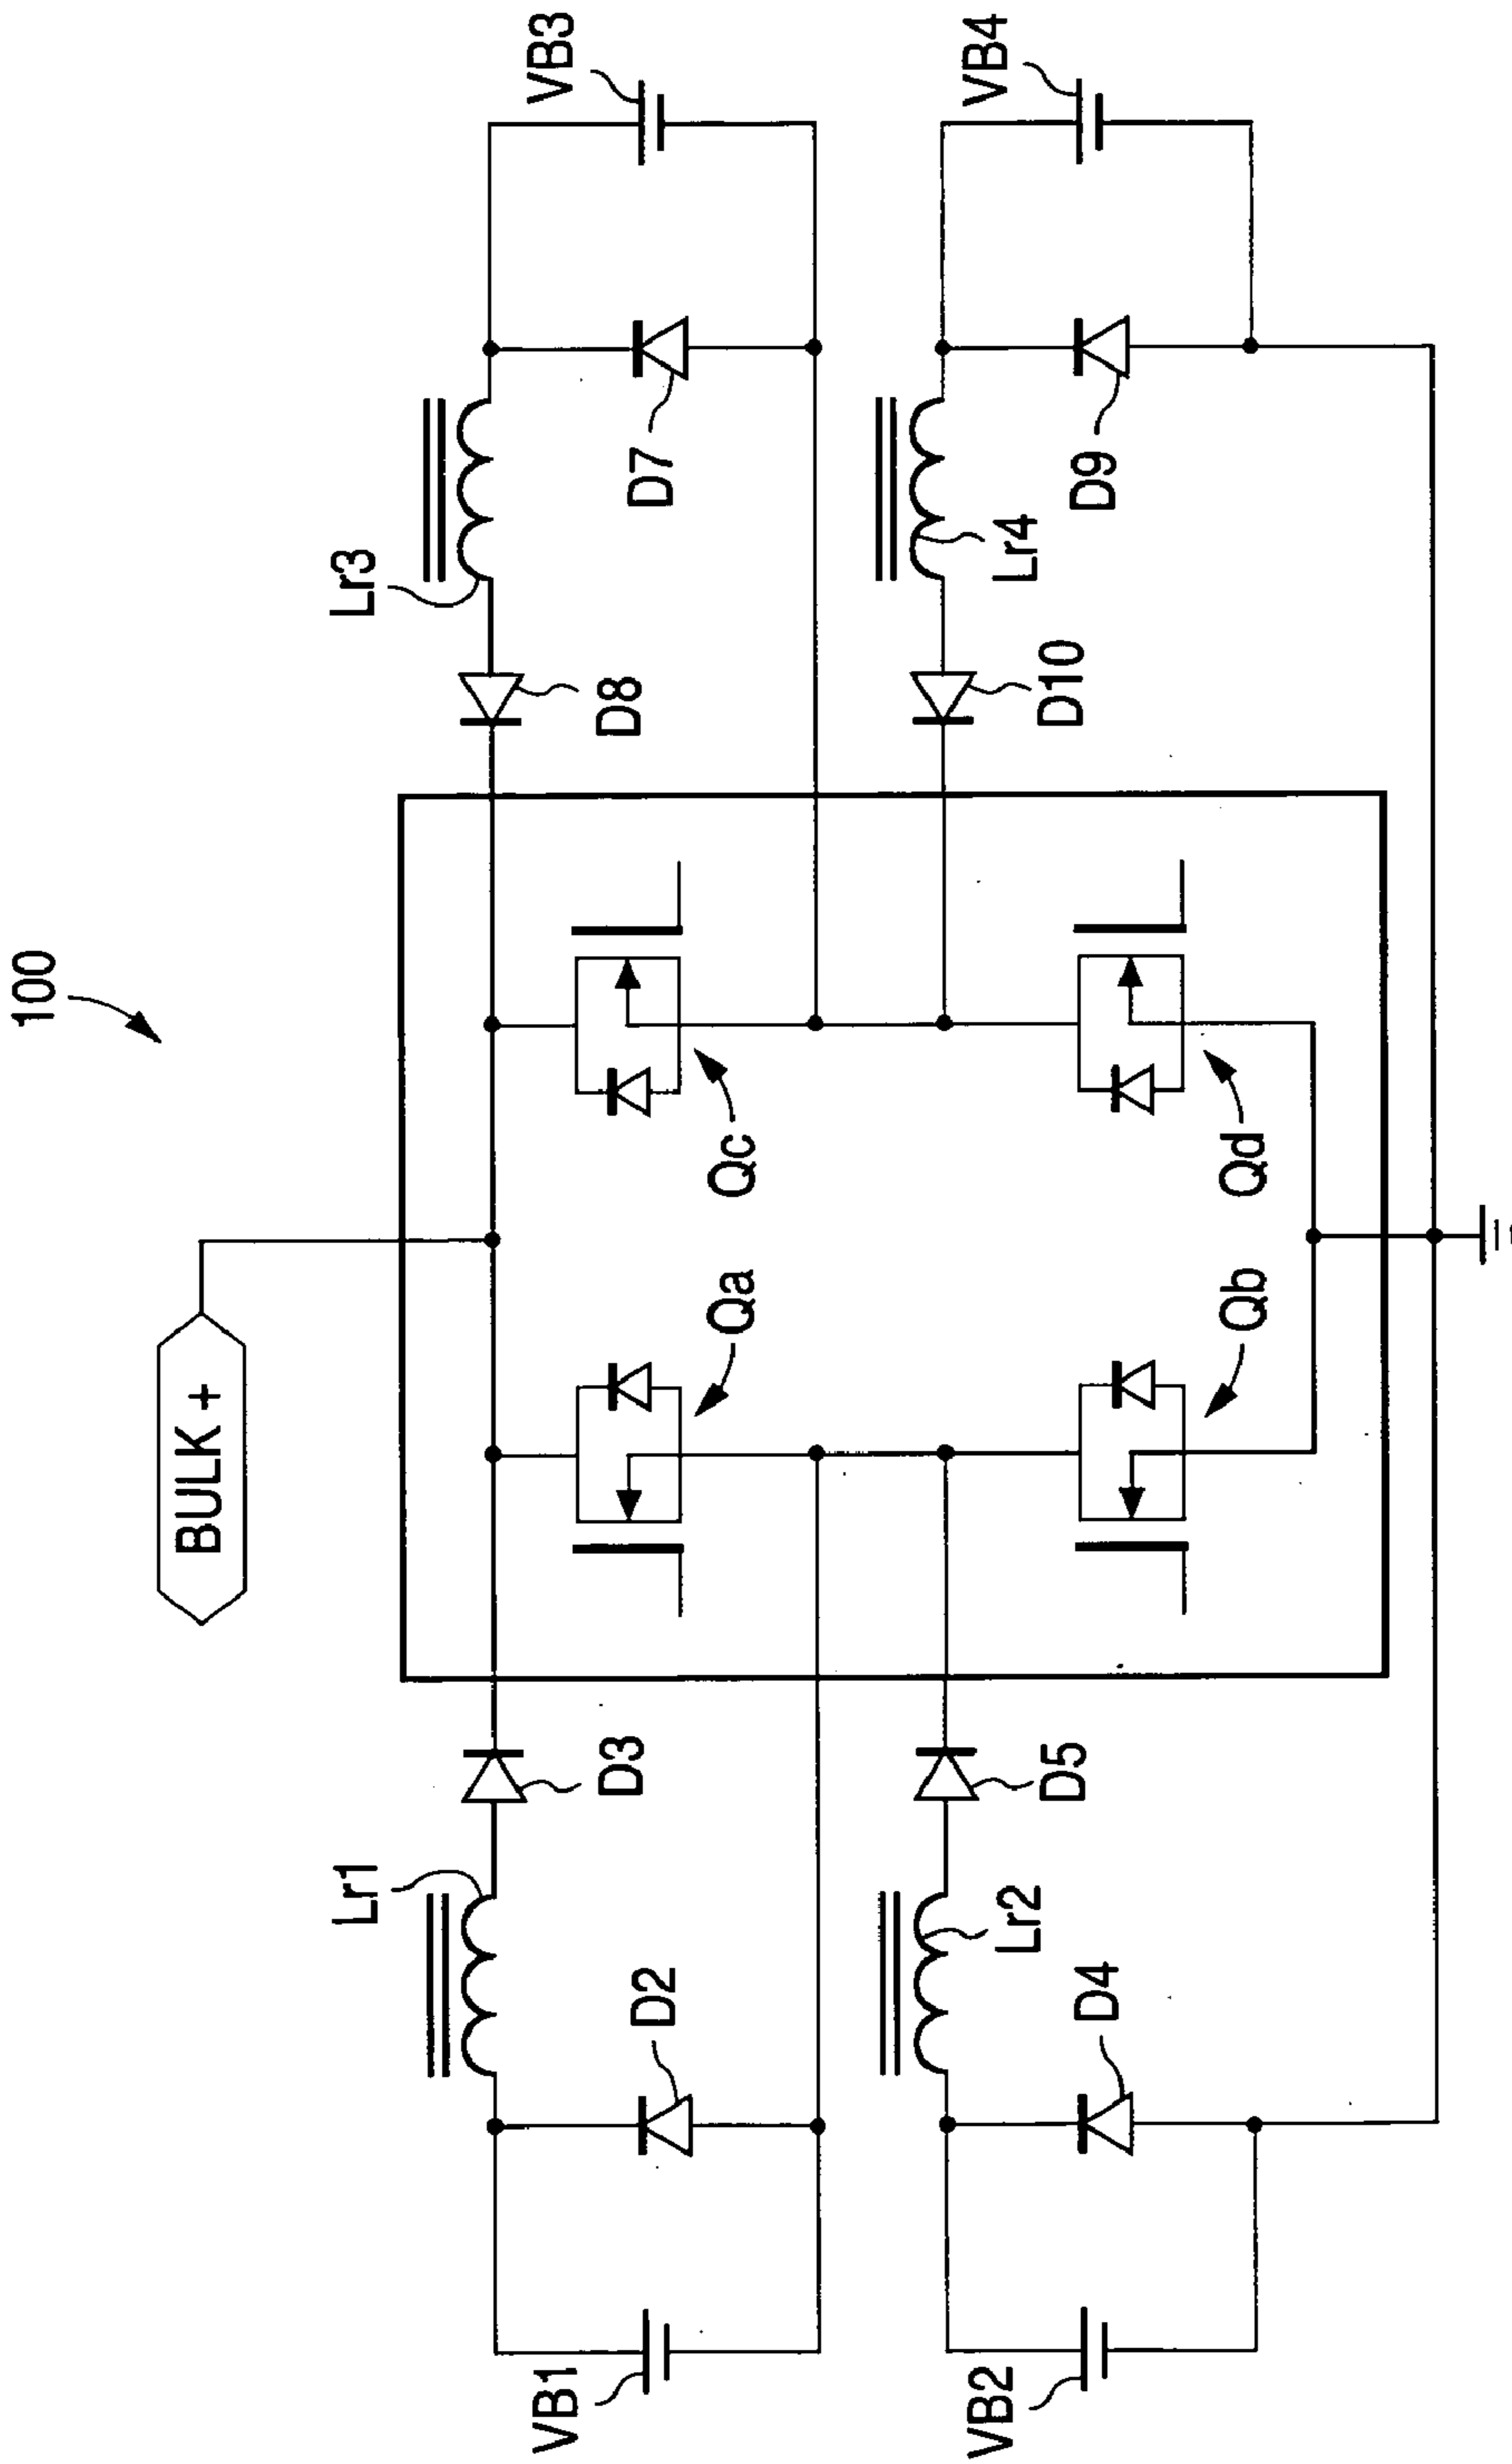 100
BULK +
Lr1
Lr3
D3
D8
VB1
D2
Qa
Qc
D7
VB3
Lr2
D5
D10
Lr4
VB2
D4
Qb
Qd
D9
VB4